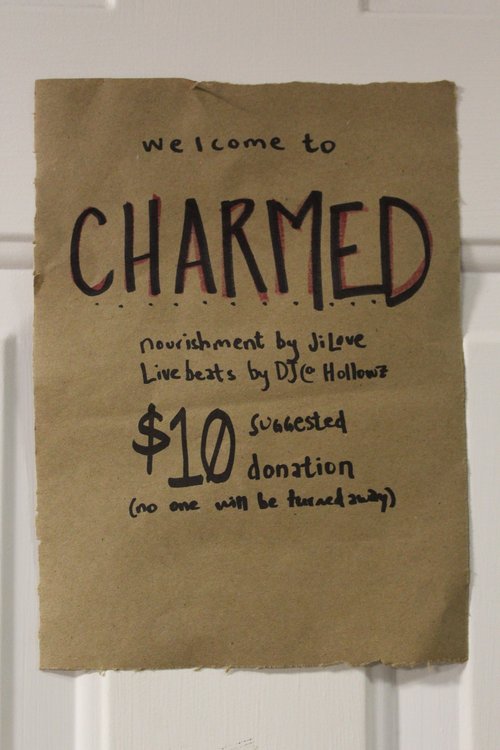 welcome to
CHARMED
nourishment by JiLove
Live beats by DJ@ Hollowz
$10 suggested
donation
(no one will be turned away)